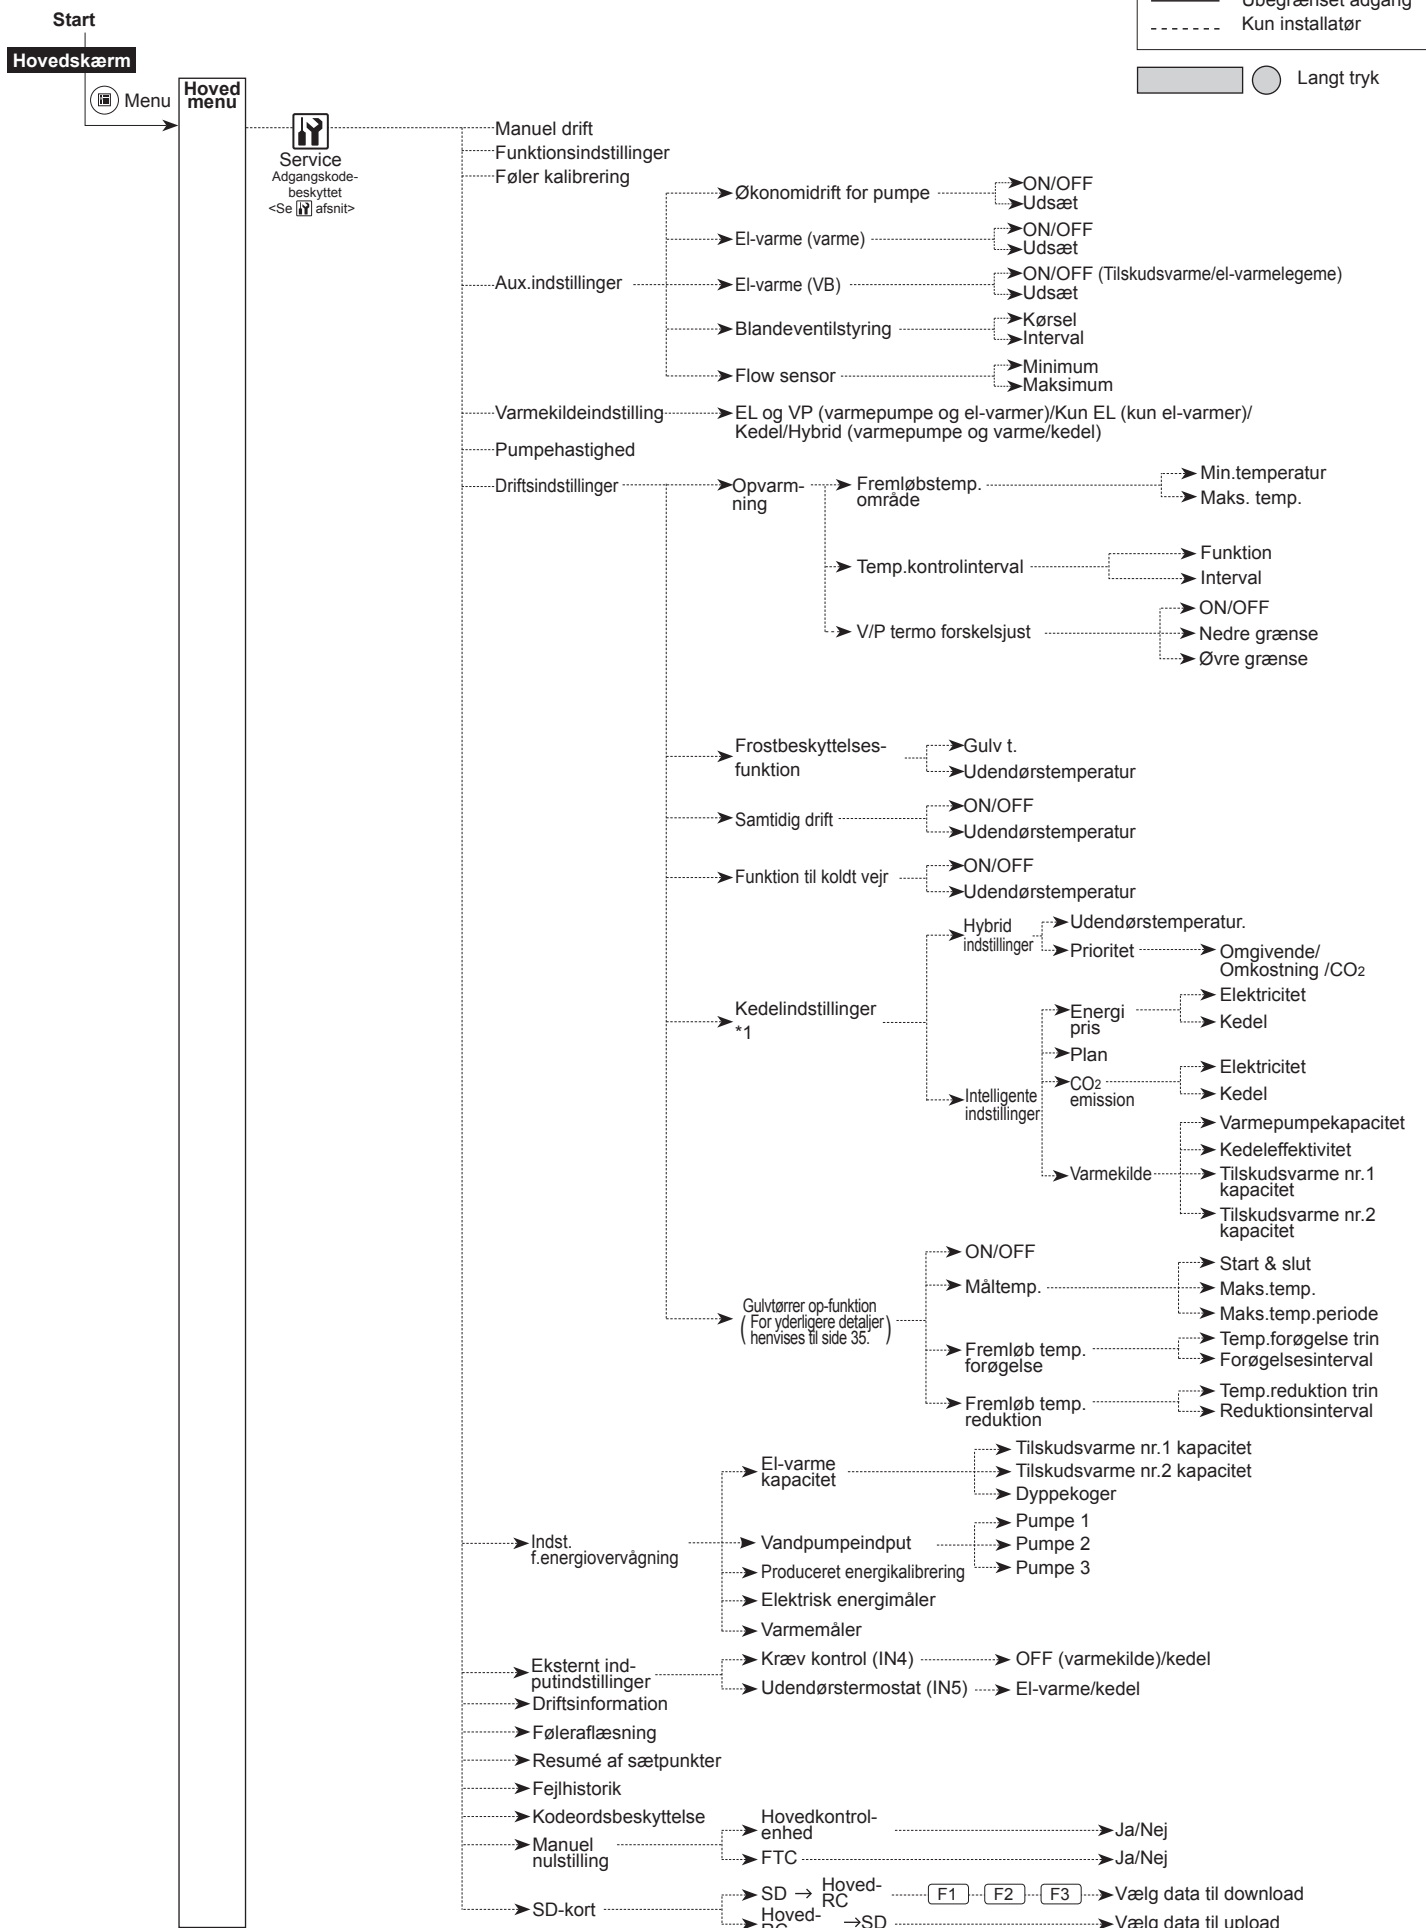 Ubegrænset adgang
Start
Kun installatør
Hovedskærm
Langt tryk
Menu
Hoved
menu
Service
Adgangskode-
beskyttet
<Se afsnit>
Manuel drift
Funktionsindstillinger
Føler kalibrering
Aux.indstillinger
Økonomidrift for pumpe
ON/OFF
Udsæt
El-varme (varme)
ON/OFF
Udsæt
El-varme (VB)
ON/OFF (Tilskudsvarme/el-varmelegeme)
Udsæt
Blandeventilstyring
Kørsel
Interval
Flow sensor
Minimum
Maksimum
Varmekildeindstilling
EL og VP (varmepumpe og el-varmer)/Kun EL (kun el-varmer)/
Kedel/Hybrid (varmepumpe og varme/kedel)
Pumpehastighed
Driftsindstillinger
Opvarm-
ning
Fremløbstemp.
område
Min.temperatur
Maks. temp.
Temp.kontrolinterval
Funktion
Interval
V/P termo forskelsjust
ON/OFF
Nedre grænse
Øvre grænse
Frostbeskyttelses-
funktion
Gulv t.
Udendørstemperatur
Samtidig drift
ON/OFF
Udendørstemperatur
Funktion til koldt vejr
ON/OFF
Udendørstemperatur
Kedelindstillinger
*1
Hybrid
indstillinger
Udendørstemperatur.
Prioritet
Omgivende/
Omkostning /CO2
Intelligente
indstillinger
Energi
pris
Elektricitet
Kedel
Plan
CO2
emission
Elektricitet
Kedel
Varmekilde
Varmepumpekapacitet
Kedeleffektivitet
Tilskudsvarme nr.1
kapacitet
Tilskudsvarme nr.2
kapacitet
Gulvtørrer op-funktion
(For yderligere detaljer
henvises til side 35.)
ON/OFF
Måltemp.
Start & slut
Maks.temp.
Maks.temp.periode
Fremløb temp.
forøgelse
Temp.forøgelse trin
Forøgelsesinterval
Fremløb temp.
reduktion
Temp.reduktion trin
Reduktionsinterval
Indst.
f.energiovervågning
El-varme
kapacitet
Tilskudsvarme nr.1 kapacitet
Tilskudsvarme nr.2 kapacitet
Dyppekoger
Vandpumpeindput
Pumpe 1
Pumpe 2
Pumpe 3
Produceret energikalibrering
Elektrisk energimåler
Varmemåler
Eksternt ind-
putindstillinger
Kræv kontrol (IN4)
OFF (varmekilde)/kedel
Udendørstermostat (IN5)
El-varme/kedel
Driftsinformation
Føleraflæsning
Resumé af sætpunkter
Fejlhistorik
Kodeordsbeskyttelse
Manuel
nulstilling
Hovedkontrol-
enhed
Ja/Nej
FTC
Ja/Nej
SD-kort
SD → Hoved-
RC
F1 F2 F3
Vælg data til download
Hoved-
RC →SD
Vælg data til upload